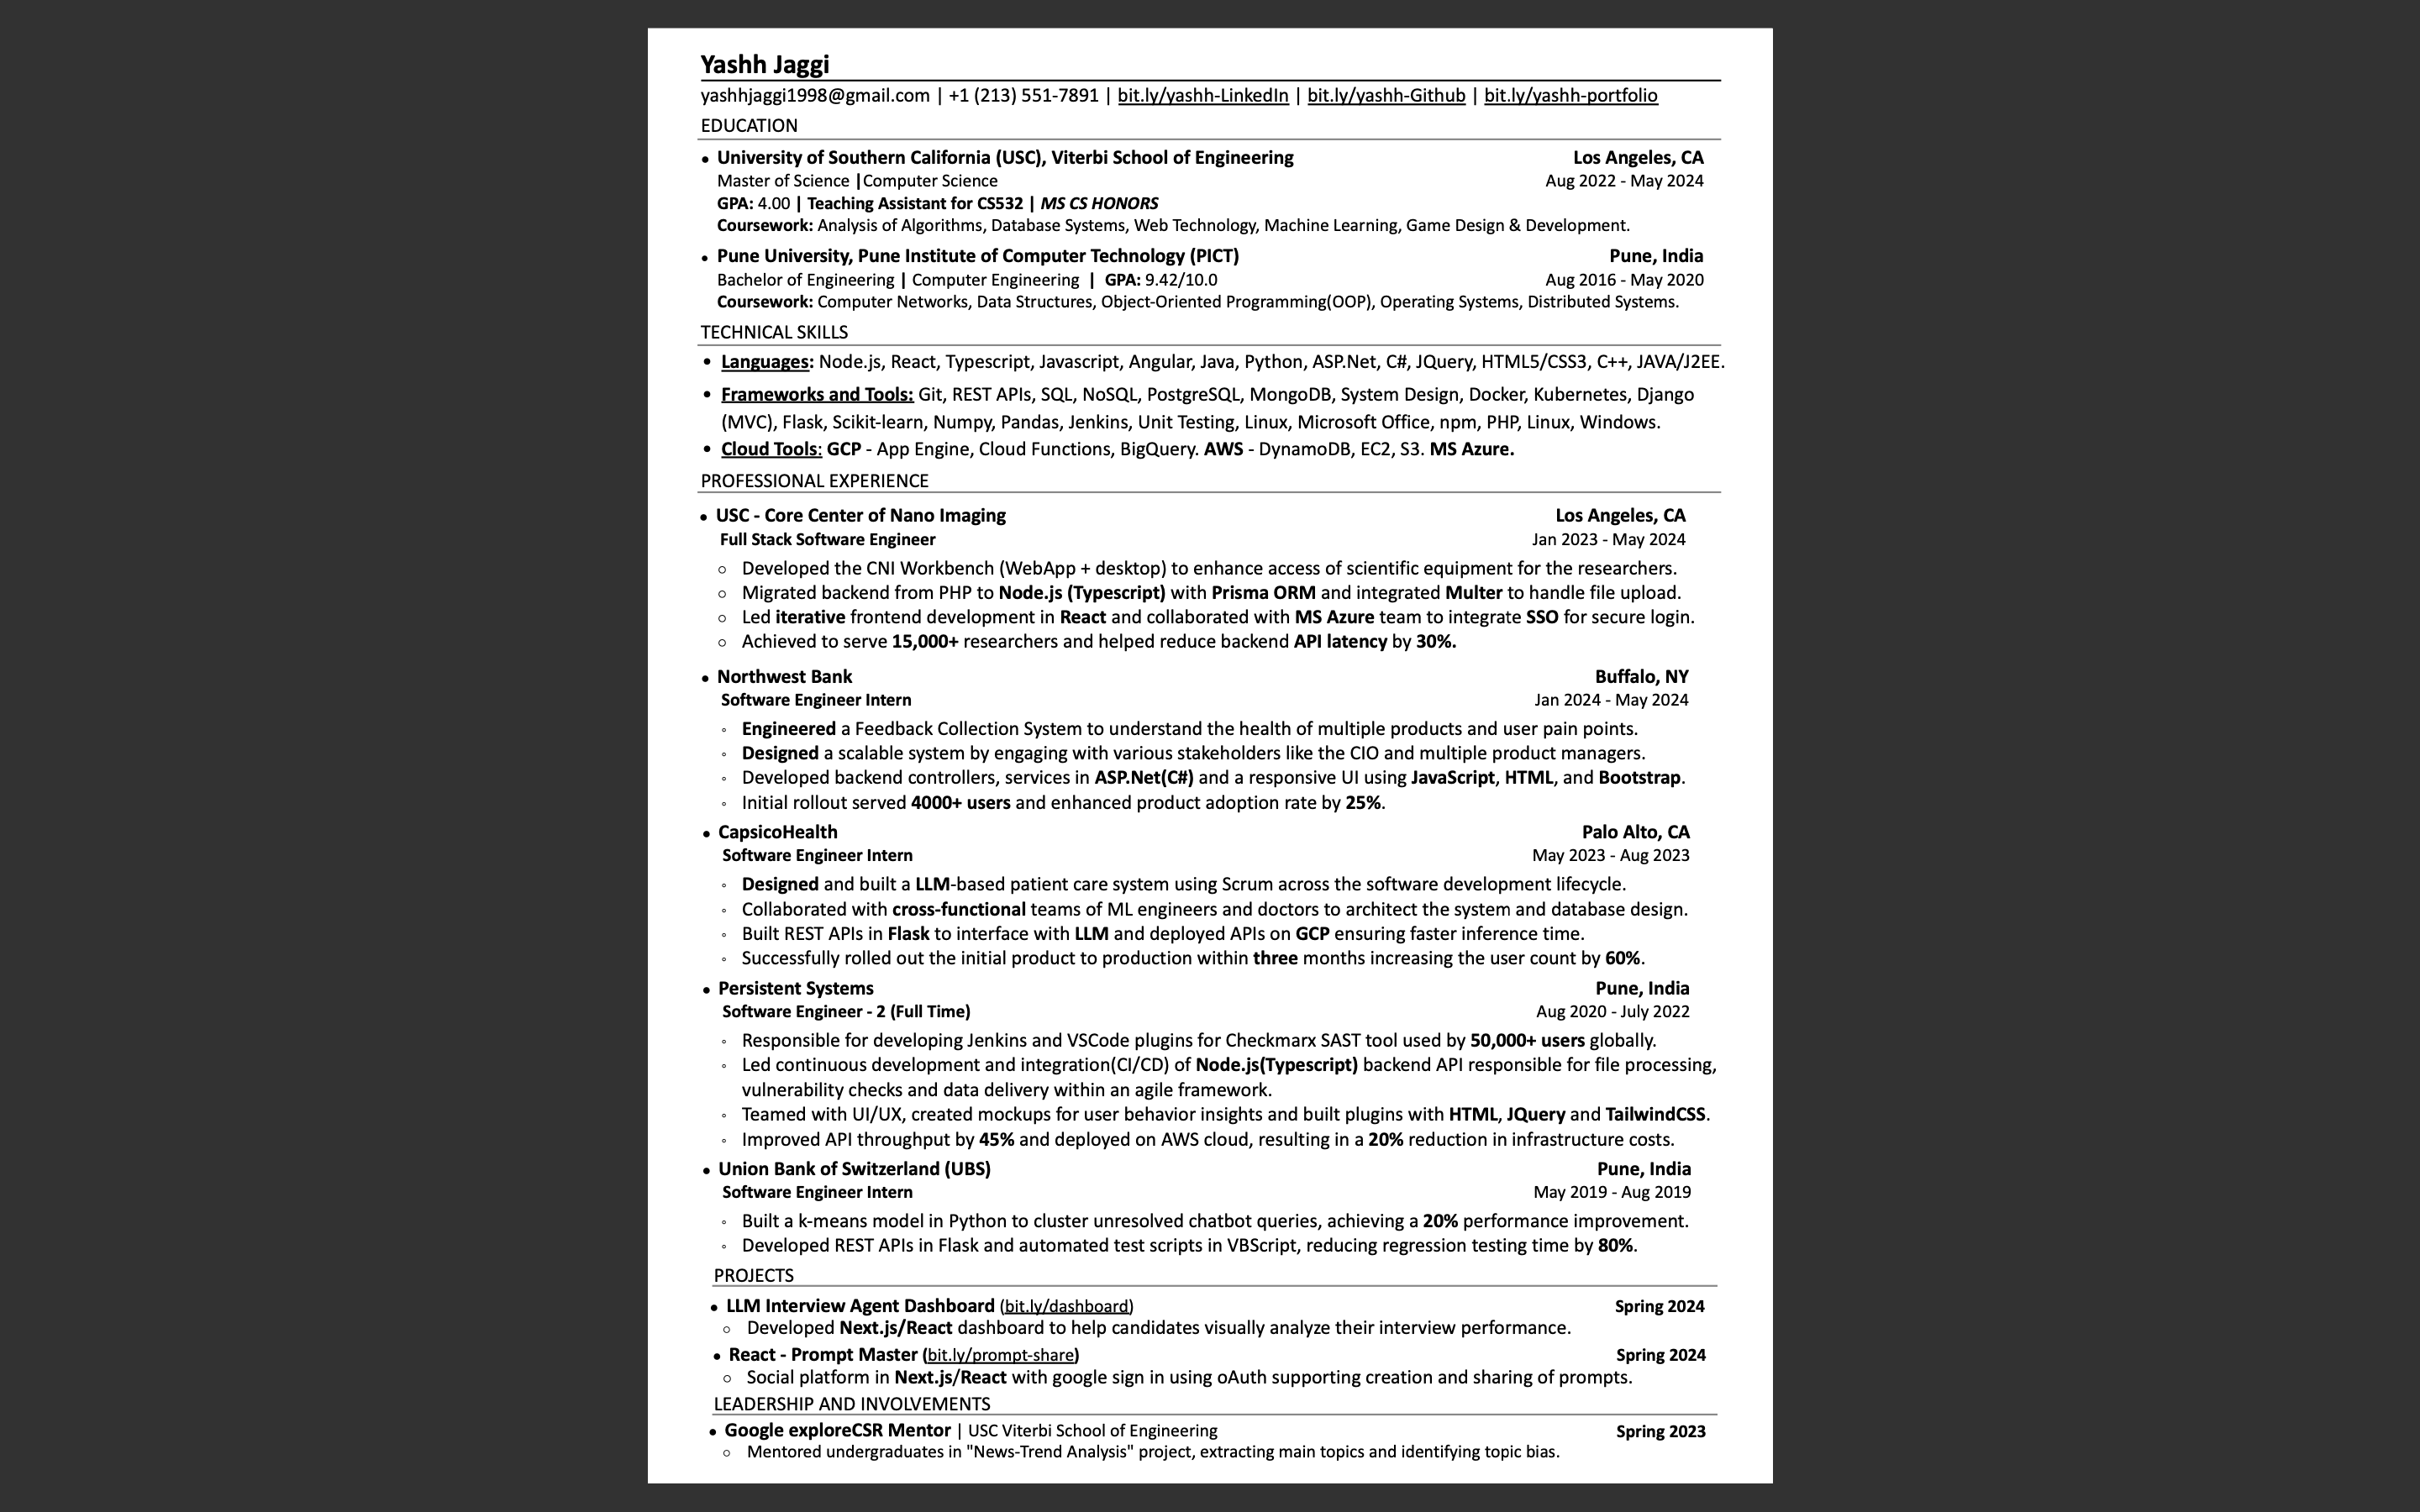 Yashh Jaggi
yashhjaggi1998@gmail.com | +1 (213) 551-7891 | bit.ly/yashh-LinkedIn | bit.ly/yashh-Github | bit.ly/yashh-portfolio
EDUCATION
• University of Southern California (USC), Viterbi School of Engineering Los Angeles, CA
Master of Science |Computer Science Aug 2022 - May 2024
GPA: 4.00 | Teaching Assistant for CS532 | MS CS HONORS
Coursework: Analysis of Algorithms, Database Systems, Web Technology, Machine Learning, Game Design & Development.
• Pune University, Pune Institute of Computer Technology (PICT) Pune, India
Bachelor of Engineering | Computer Engineering | GPA: 9.42/10.0 Aug 2016 - May 2020
Coursework: Computer Networks, Data Structures, Object-Oriented Programming(OOP), Operating Systems, Distributed Systems.
TECHNICAL SKILLS
• Languages: Node.js, React, Typescript, Javascript, Angular, Java, Python, ASP.Net, C#, JQuery, HTML5/CSS3, C++, JAVA/J2EE.
• Frameworks and Tools: Git, REST APIs, SQL, NoSQL, PostgreSQL, MongoDB, System Design, Docker, Kubernetes, Django
(MVC), Flask, Scikit-learn, Numpy, Pandas, Jenkins, Unit Testing, Linux, Microsoft Office, npm, PHP, Linux, Windows.
• Cloud Tools: GCP - App Engine, Cloud Functions, BigQuery. AWS - DynamoDB, EC2, S3. MS Azure.
PROFESSIONAL EXPERIENCE
• USC - Core Center of Nano Imaging Los Angeles, CA
Full Stack Software Engineer Jan 2023 - May 2024
○ Developed the CNI Workbench (WebApp + desktop) to enhance access of scientific equipment for the researchers.
○ Migrated backend from PHP to Node.js (Typescript) with Prisma ORM and integrated Multer to handle file upload.
○ Led iterative frontend development in React and collaborated with MS Azure team to integrate SSO for secure login.
○ Achieved to serve 15,000+ researchers and helped reduce backend API latency by 30%.
• Northwest Bank Buffalo, NY
Software Engineer Intern Jan 2024 - May 2024
◦ Engineered a Feedback Collection System to understand the health of multiple products and user pain points.
◦ Designed a scalable system by engaging with various stakeholders like the CIO and multiple product managers.
◦ Developed backend controllers, services in ASP.Net(C#) and a responsive UI using JavaScript, HTML, and Bootstrap.
◦ Initial rollout served 4000+ users and enhanced product adoption rate by 25%.
• CapsicoHealth Palo Alto, CA
Software Engineer Intern May 2023 - Aug 2023
◦ Designed and built a LLM-based patient care system using Scrum across the software development lifecycle.
◦ Collaborated with cross-functional teams of ML engineers and doctors to architect the system and database design.
◦ Built REST APIs in Flask to interface with LLM and deployed APIs on GCP ensuring faster inference time.
◦ Successfully rolled out the initial product to production within three months increasing the user count by 60%.
• Persistent Systems Pune, India
Software Engineer - 2 (Full Time) Aug 2020 - July 2022
◦ Responsible for developing Jenkins and VSCode plugins for Checkmarx SAST tool used by 50,000+ users globally.
◦ Led continuous development and integration(CI/CD) of Node.js(Typescript) backend API responsible for file processing,
vulnerability checks and data delivery within an agile framework.
◦ Teamed with UI/UX, created mockups for user behavior insights and built plugins with HTML, JQuery and TailwindCSS.
◦ Improved API throughput by 45% and deployed on AWS cloud, resulting in a 20% reduction in infrastructure costs.
• Union Bank of Switzerland (UBS) Pune, India
Software Engineer Intern May 2019 - Aug 2019
◦ Built a k-means model in Python to cluster unresolved chatbot queries, achieving a 20% performance improvement.
◦ Developed REST APIs in Flask and automated test scripts in VBScript, reducing regression testing time by 80%.
PROJECTS
• LLM Interview Agent Dashboard (bit.ly/dashboard) Spring 2024
○ Developed Next.js/React dashboard to help candidates visually analyze their interview performance.
• React - Prompt Master (bit.ly/prompt-share) Spring 2024
○ Social platform in Next.js/React with google sign in using oAuth supporting creation and sharing of prompts.
LEADERSHIP AND INVOLVEMENTS
• Google exploreCSR Mentor | USC Viterbi School of Engineering Spring 2023
○ Mentored undergraduates in "News-Trend Analysis" project, extracting main topics and identifying topic bias.